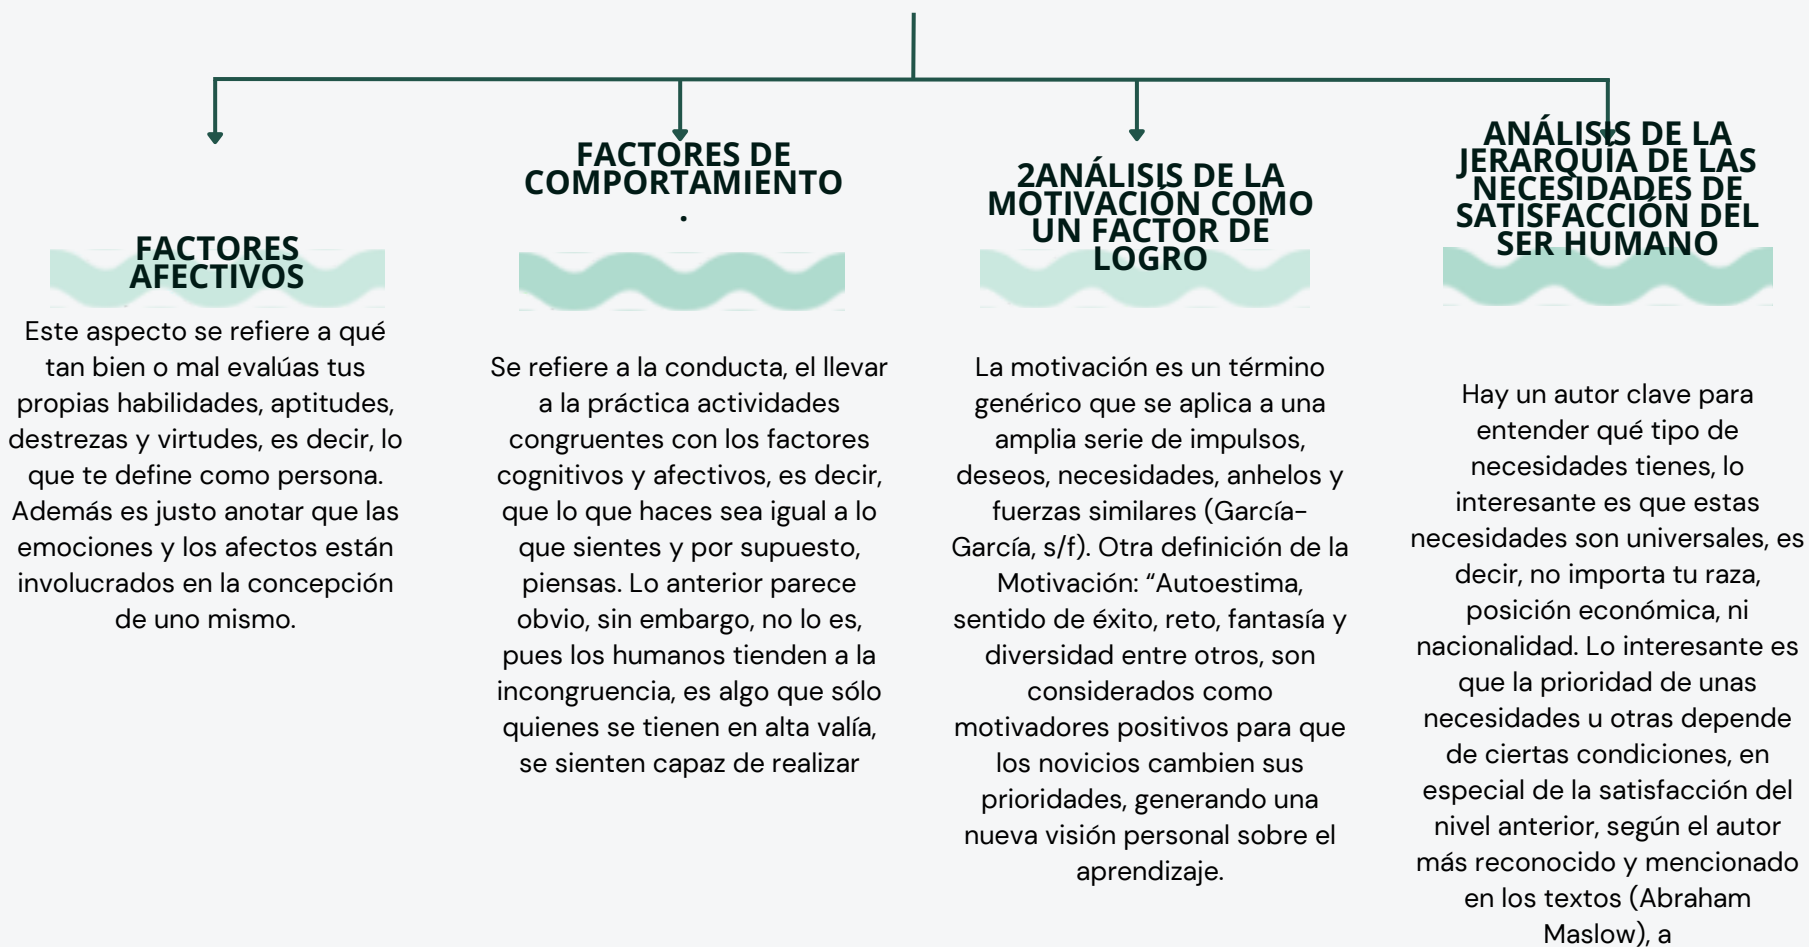 FACTORES
AFECTIVOS
Este aspecto se refiere a qué
tan bien o mal evalúas tus
propias habilidades, aptitudes,
destrezas y virtudes, es decir, lo
que te define como persona.
Además es justo anotar que las
emociones y los afectos están
involucrados en la concepción
de uno mismo.
FACTORES DE
COMPORTAMIENTO
.
Se refiere a la conducta, el llevar
a la práctica actividades
congruentes con los factores
cognitivos y afectivos, es decir,
que lo que haces sea igual a lo
que sientes y por supuesto,
piensas. Lo anterior parece
obvio, sin embargo, no lo es,
pues los humanos tienden a la
incongruencia, es algo que sólo
quienes se tienen en alta valía,
se sienten capaz de realizar
2ANÁLISIS DE LA
MOTIVACIÓN COMO
UN FACTOR DE
LOGRO
La motivación es un término
genérico que se aplica a una
amplia serie de impulsos,
deseos, necesidades, anhelos y
fuerzas similares (García-
García, s/f). Otra definición de la
Motivación: “Autoestima,
sentido de éxito, reto, fantasía y
diversidad entre otros, son
considerados como
motivadores positivos para que
los novicios cambien sus
prioridades, generando una
nueva visión personal sobre el
aprendizaje.
ANÁLISIS DE LA
JERARQUÍA DE LAS
NECESIDADES DE
SATISFACCIÓN DEL
SER HUMANO
Hay un autor clave para
entender qué tipo de
necesidades tienes, lo
interesante es que estas
necesidades son universales, es
decir, no importa tu raza,
posición económica, ni
nacionalidad. Lo interesante es
que la prioridad de unas
necesidades u otras depende
de ciertas condiciones, en
especial de la satisfacción del
nivel anterior, según el autor
más reconocido y mencionado
en los textos (Abraham
Maslow), a